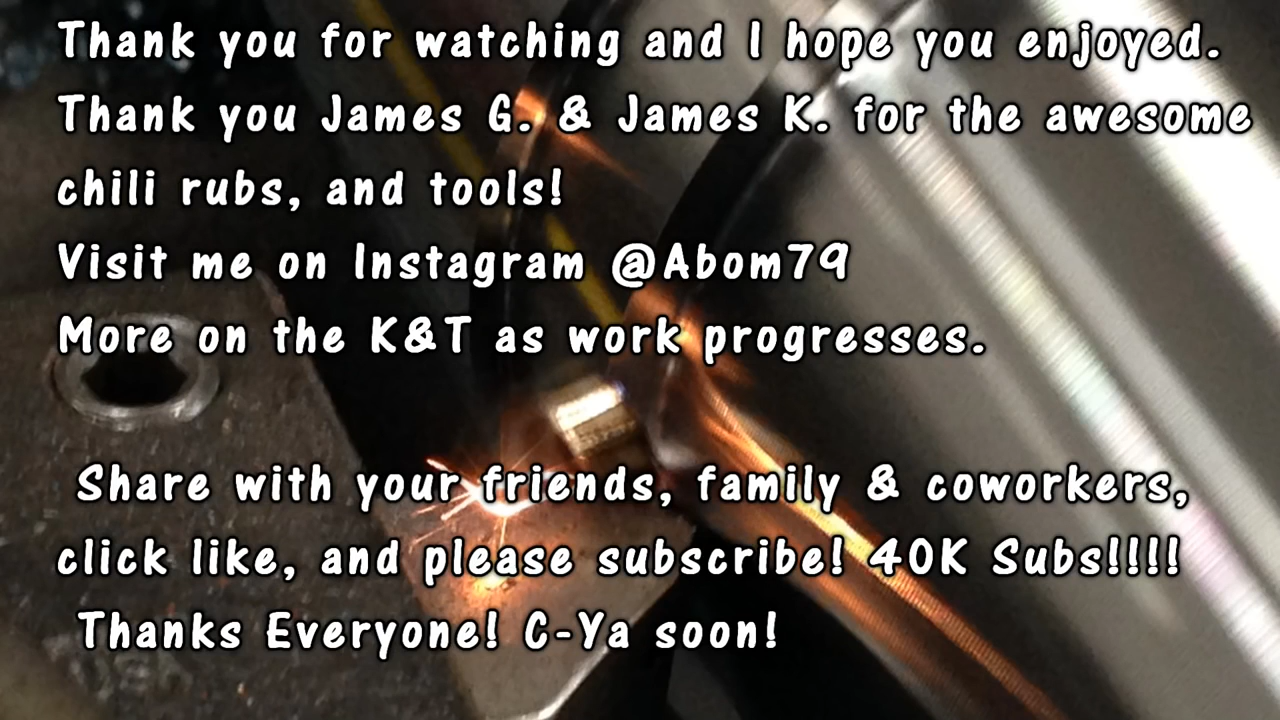 Thank you for watching and I hope you enjoyed.
Thank you James G. & James K. for the awesome
chili rubs, and tools!
Visit me on Instagram @Abom79
More on the K&T as work progresses.
Share with your friends, family & coworkers,
click like, and please subscribe! 40K Subs!!!!
Thanks Everyone! C-Ya soon!